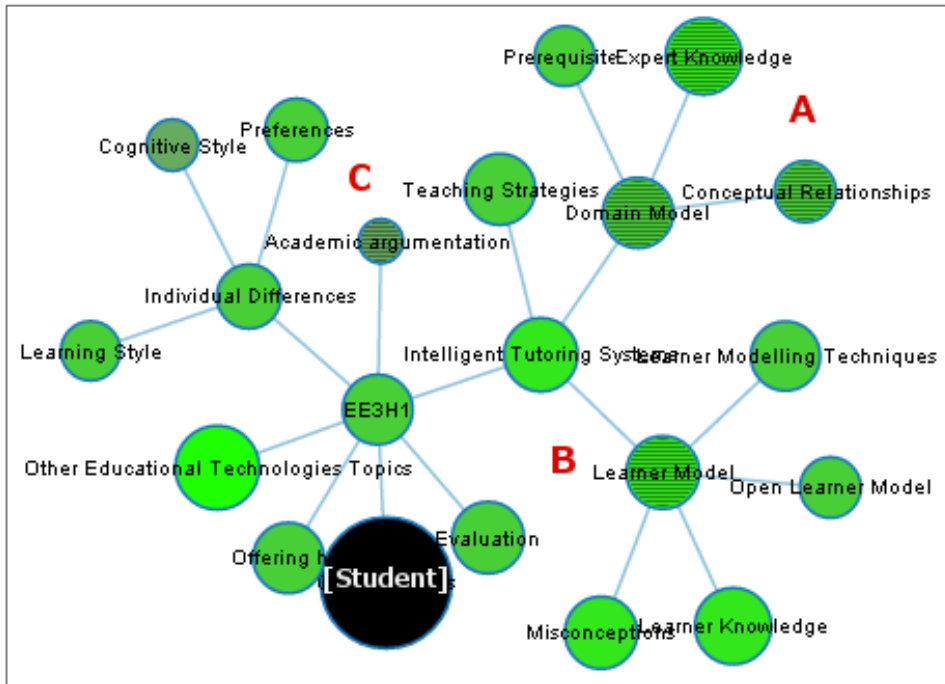 Prerequisite
Expert Knowledge
A
Cognitive Style
Preferences
C
Teaching Strategies
Conceptual Relationships
Domain Model
Academic argumentation
Individual Differences
Learning Style
Intelligent Tutoring Systems
Learner Modelling Techniques
EE3H1
Other Educational Technologies Topics
B
Learner Model
Open Learner Model
Offering
Evaluation
[Student]
Misconceptions
Learner Knowledge